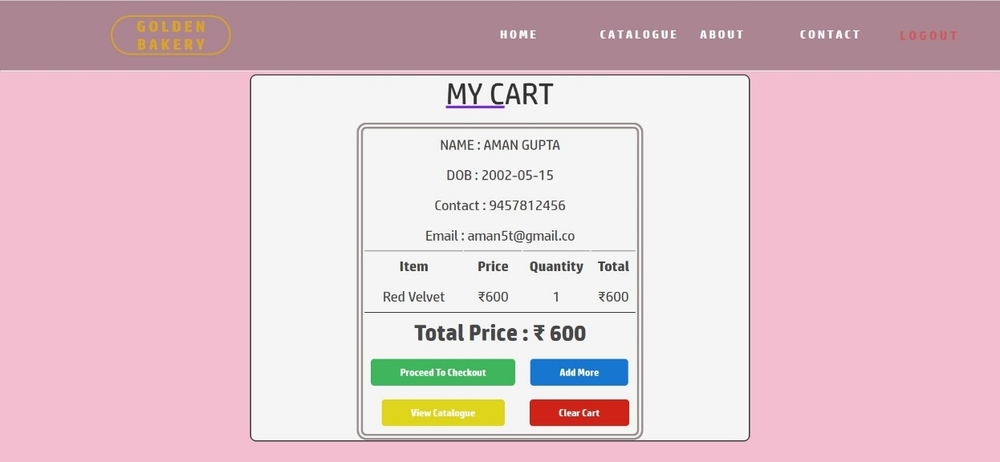 GOLDEN
BAKERY
HOME CATALOGUE ABOUT CONTACT LOGOUT
MY CART
NAME : AMAN GUPTA
DOB : 2002-05-15
Contact : 9457812456
Email : aman5t@gmail.co
Item Price Quantity Total
Red Velvet ₹600 1 ₹600
Total Price : ₹ 600
Proceed To Checkout Add More
View Catalogue Clear Cart